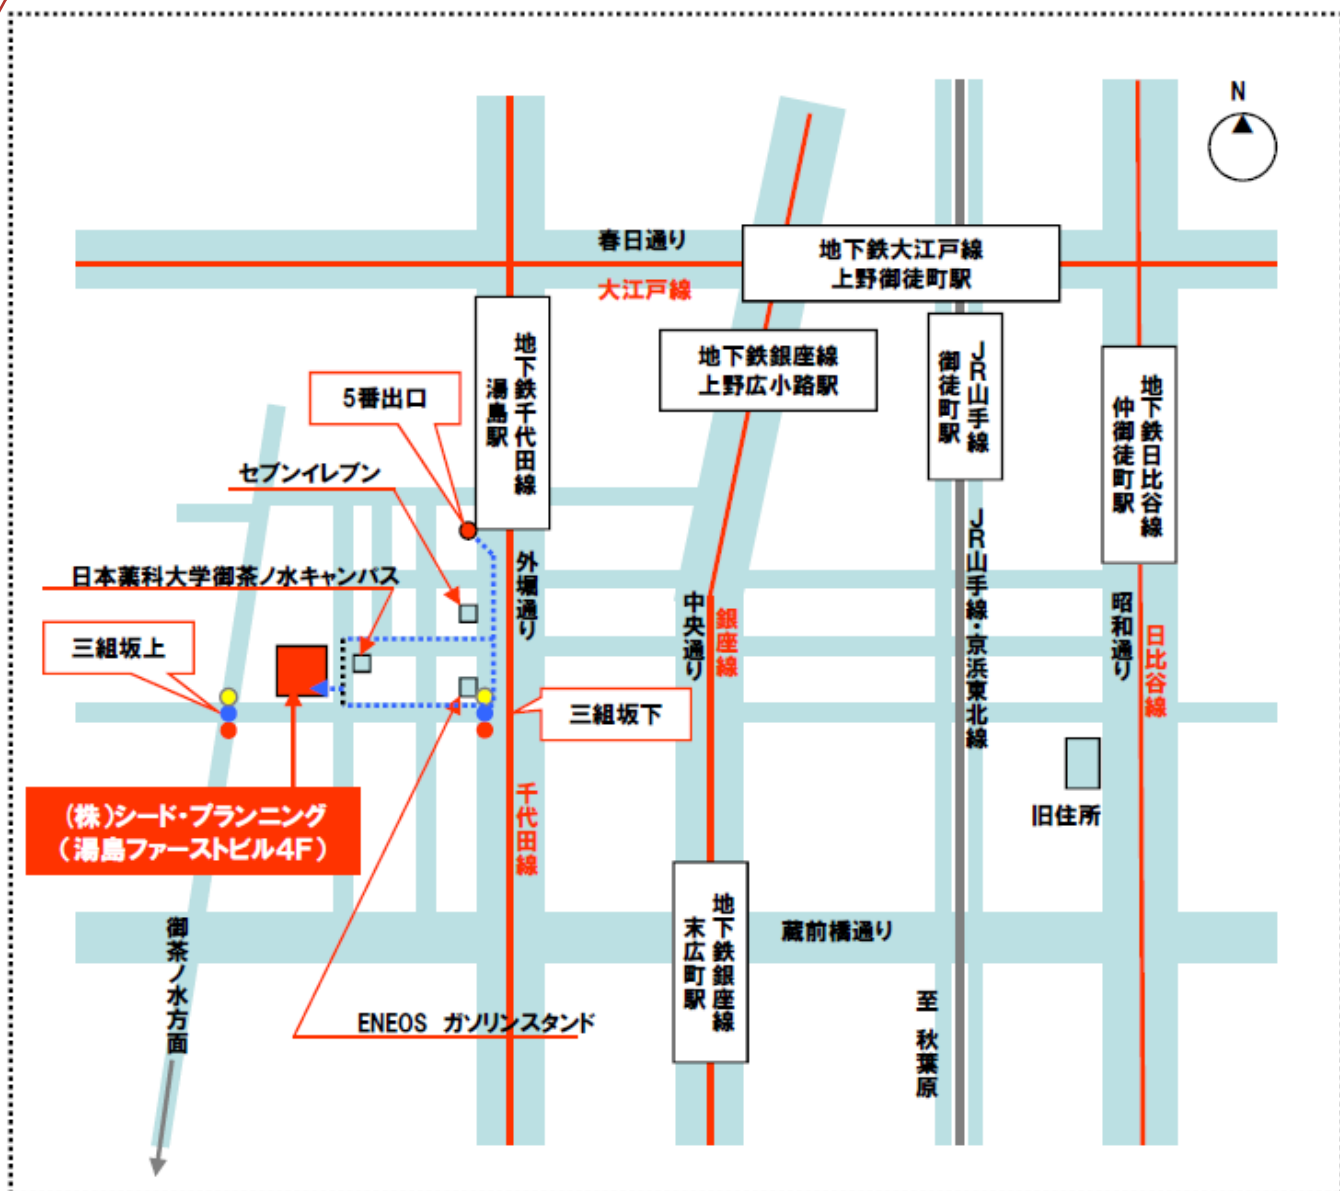 N
春日通り
大江戸線
地下鉄大江戸線
上野御徒町駅
地下鉄千代田線
湯島駅
地下鉄銀座線
上野広小路駅
JR山手線
御徒町駅
地下鉄日比谷線
仲御徒町駅
5番出口
セブンイレブン
日本薬科大学御茶ノ水キャンパス
三組坂上
外堀通り
三組坂下
中央通り
銀座線
JR山手線・京浜東北線
昭和通り
日比谷線
旧住所
千代田線
(株)シード・プランニング
(湯島ファーストビル4F)
地下鉄銀座線
末広町駅
蔵前橋通り
御茶ノ水方面
ENEOS ガソリンスタンド
至 秋葉原